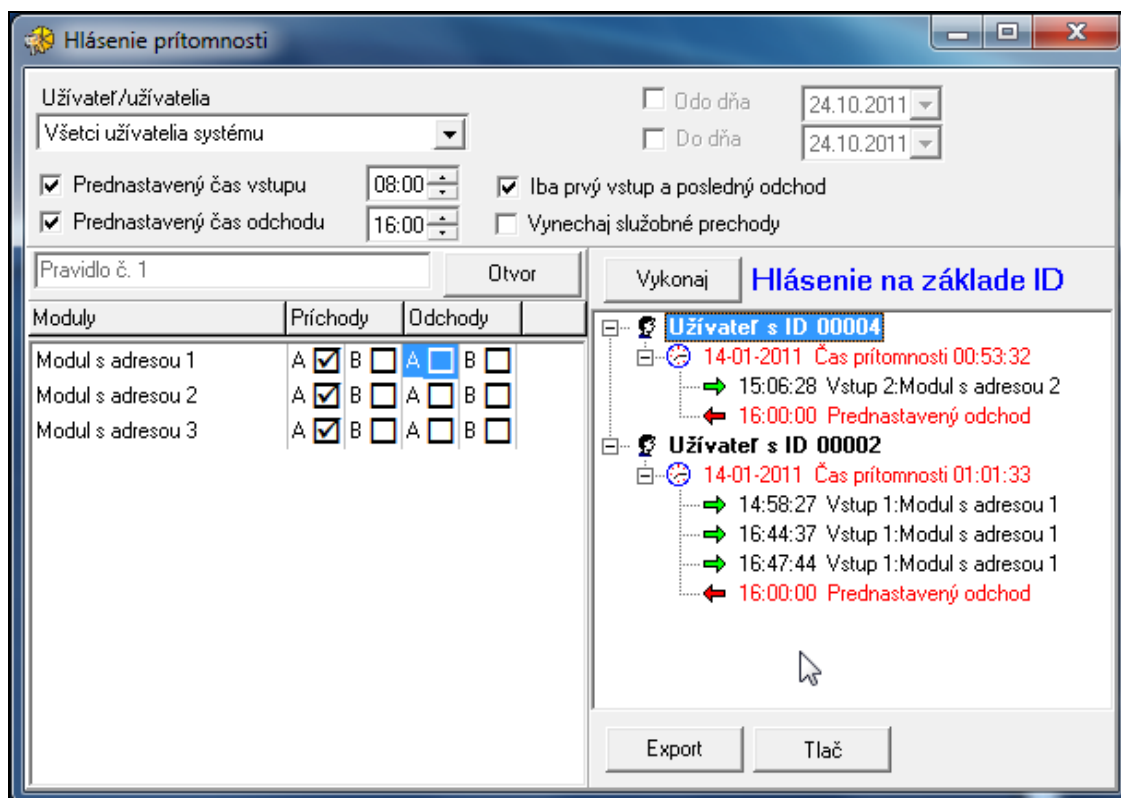 Hlásenie prítomnosti
Užívateľ/užívatelia
Všetci užívatelia systému
Odo dňa 24.10.2011
Do dňa 24.10.2011
Prednastavený čas vstupu 08:00
Iba prvý vstup a posledný odchod
Prednastavený čas odchodu 16:00
Vynechaj služobné prechody
Pravidlo č. 1
Otvor
Moduly Príchody Odchody
Modul s adresou 1 A B A B
Modul s adresou 2 A B A B
Modul s adresou 3 A B A B
Vykonaj
Hlásenie na základe ID
Užívateľ s ID 00004
14-01-2011 Čas prítomnosti 00:53:32
15:06:28 Vstup 2:Modul s adresou 2
16:00:00 Prednastavený odchod
Užívateľ s ID 00002
14-01-2011 Čas prítomnosti 01:01:33
14:58:27 Vstup 1:Modul s adresou 1
16:44:37 Vstup 1:Modul s adresou 1
16:47:44 Vstup 1:Modul s adresou 1
16:00:00 Prednastavený odchod
Export
Tlač